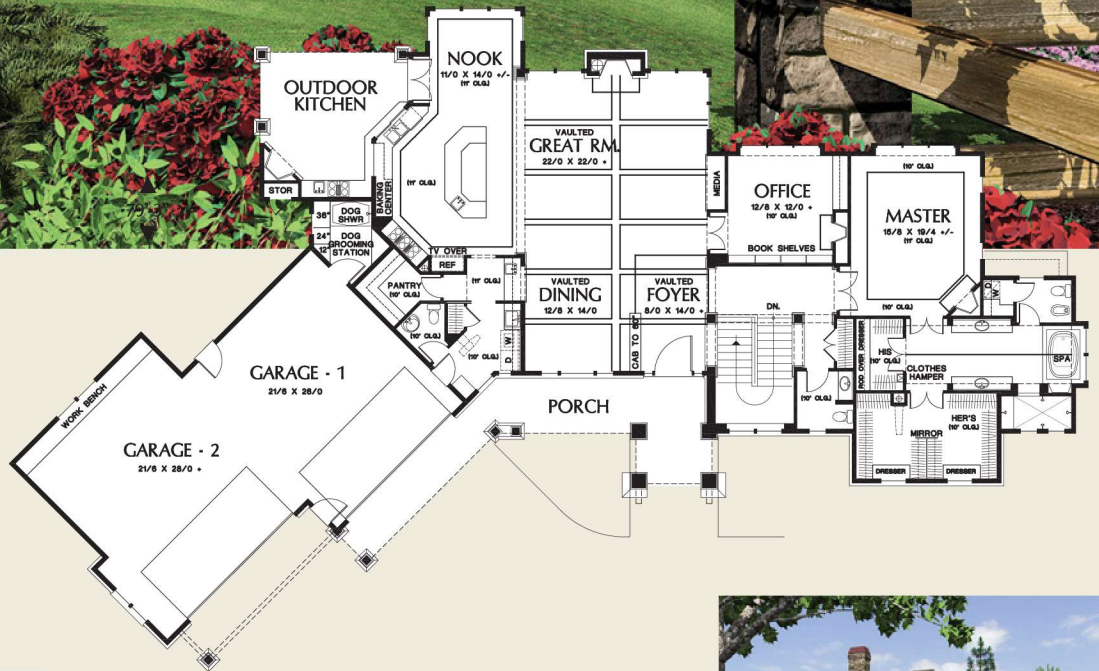 NOOK
11/0 X 14/0 +/-
(11' CLG.)
OUTDOOR
KITCHEN
VAULTED
GREAT RM.
22/0 X 22/0 +
(11' CLG.)
STOR
BAKING
CENTER
MEDIA
OFFICE
12/8 X 12/0 +
(10' CLG.)
BOOK SHELVES
(10' CLG.)
MASTER
15/8 X 19/4 +/-
(11' CLG.)
(10' CLG.)
36"
DOG
SHWR
24"
DOG
GROOMING
STATION
12"
TV OVER
REF
PANTRY
(10' CLG.)
(11' CLG.)
VAULTED
DINING
12/8 X 14/0
VAULTED
FOYER
8/0 X 14/0 +
DN.
D
W
(10' CLG.)
(10' CLG.)
D W
CAB TO 60"
ROD OVER DRESSER
HIS
(10' CLG.)
CLOTHES
HAMPER
SPA
(10' CLG.)
GARAGE - 1
21/6 X 26/0
WORK BENCH
PORCH
GARAGE - 2
21/6 X 28/0 +
HER'S
(10' CLG.)
MIRROR
DRESSER
DRESSER